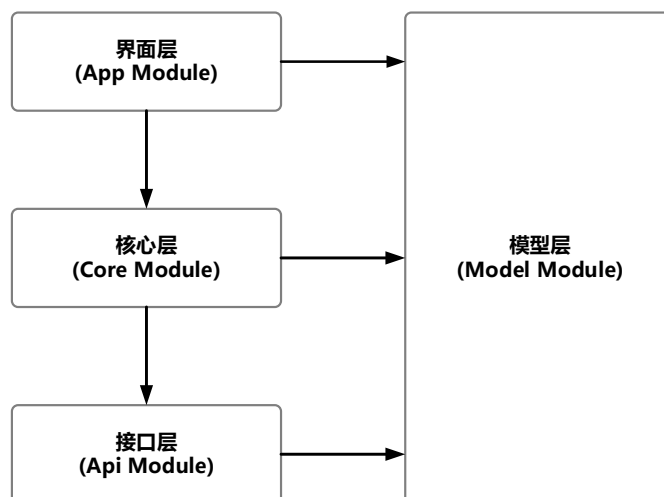 界面层
(App Module)
核心层
(Core Module)
模型层
(Model Module)
接口层
(Api Module)